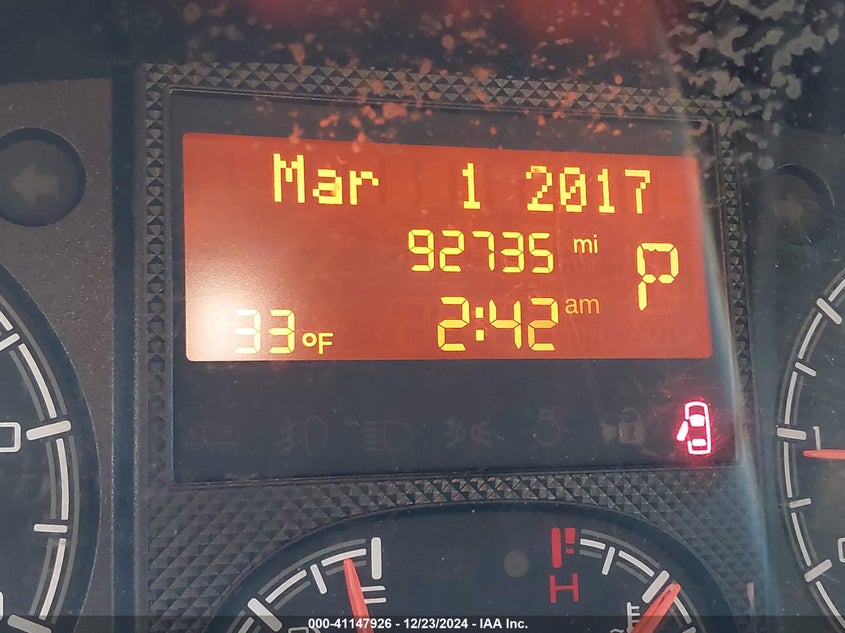 Mar 1 2017
92735 mi
P
33°F 2:42 am
H
000-41147926 - 12/23/2024 - IAA Inc.